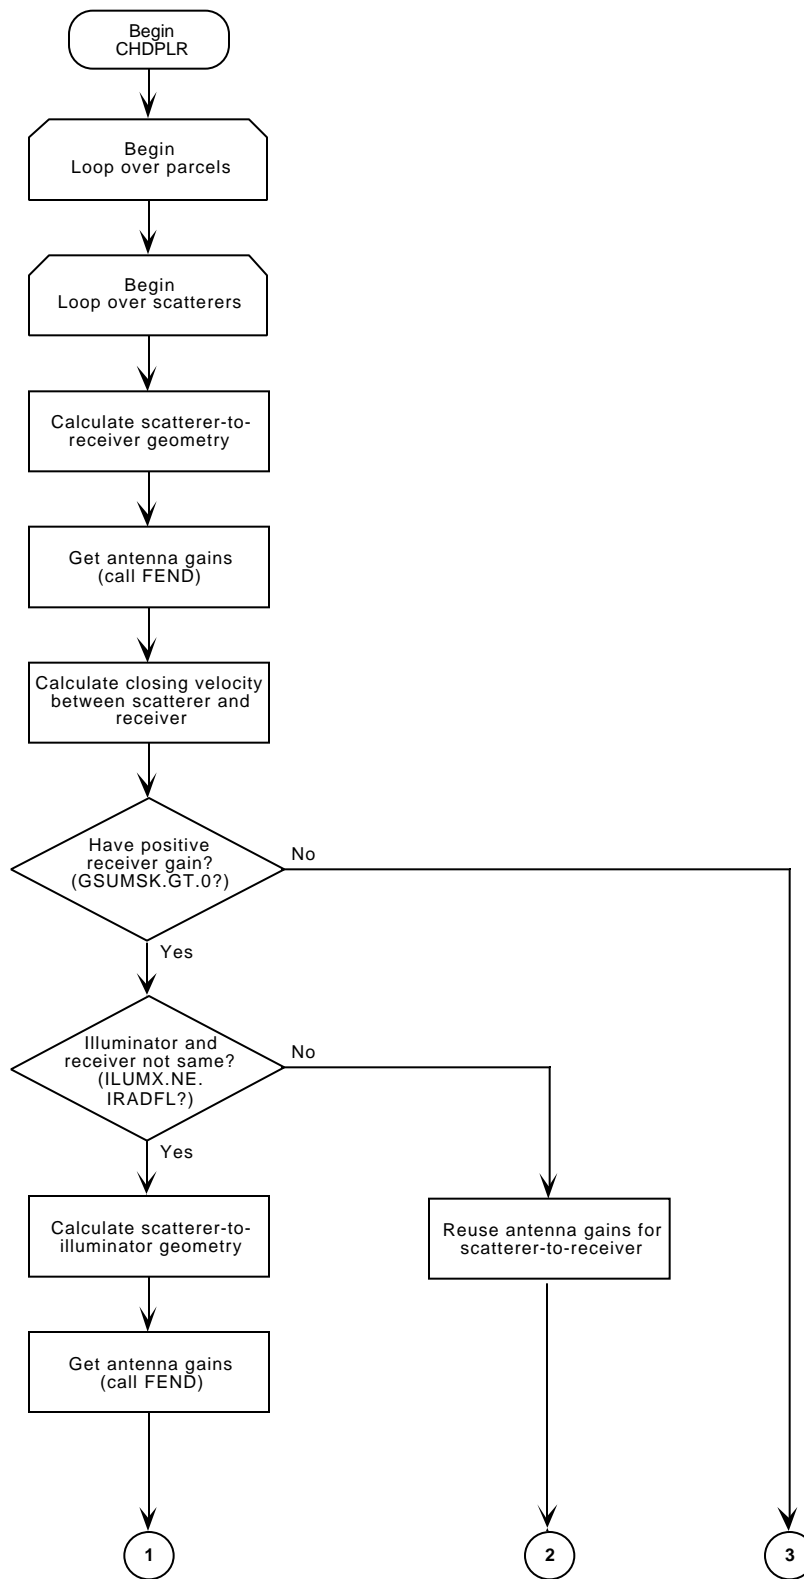 Begin
CHDPLR
Begin
Loop over parcels
Begin
Loop over scatterers
Calculate scatterer-to-
receiver geometry
Get antenna gains
(call FEND)
Calculate closing velocity
between scatterer and
receiver
Have positive
receiver gain?
(GSUMSK.GT.0?)
No
Yes
Illuminator and
receiver not same?
(ILUMX.NE.
IRADFL?)
No
Yes
Calculate scatterer-to-
illuminator geometry
Reuse antenna gains for
scatterer-to-receiver
Get antenna gains
(call FEND)
1
2
3